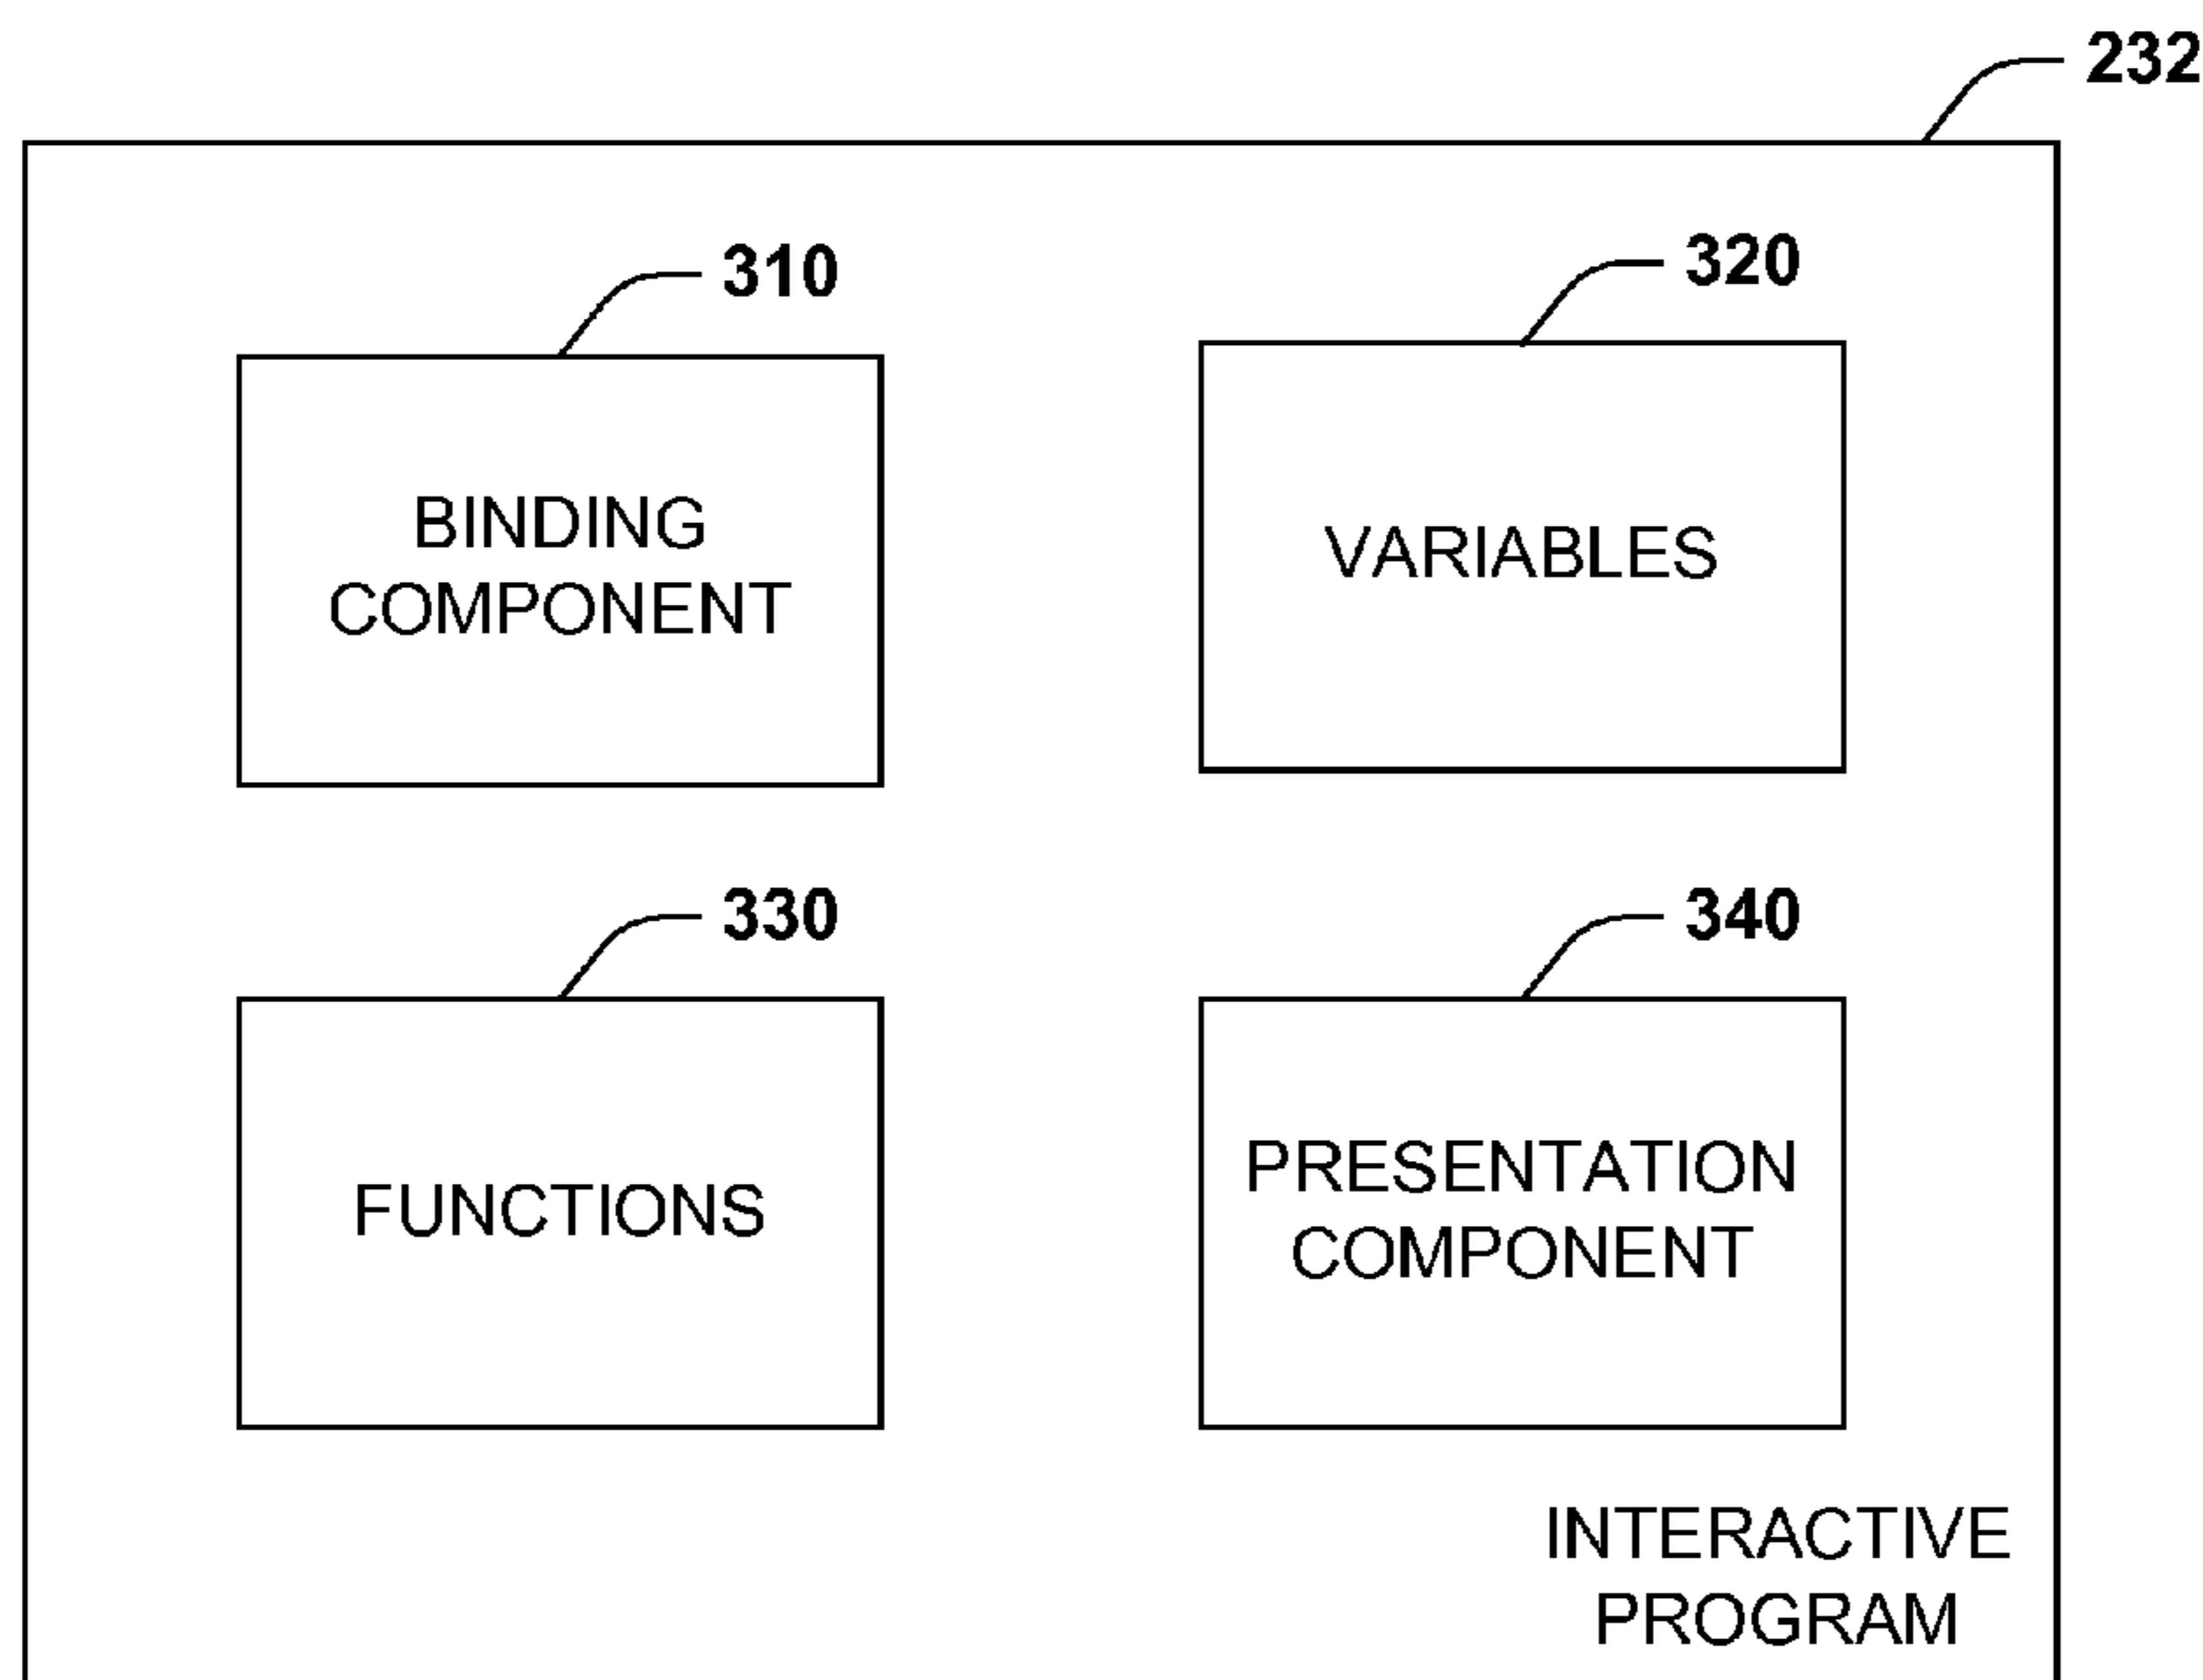 232
310
320
BINDING
COMPONENT
VARIABLES
330
340
FUNCTIONS
PRESENTATION
COMPONENT
INTERACTIVE
PROGRAM